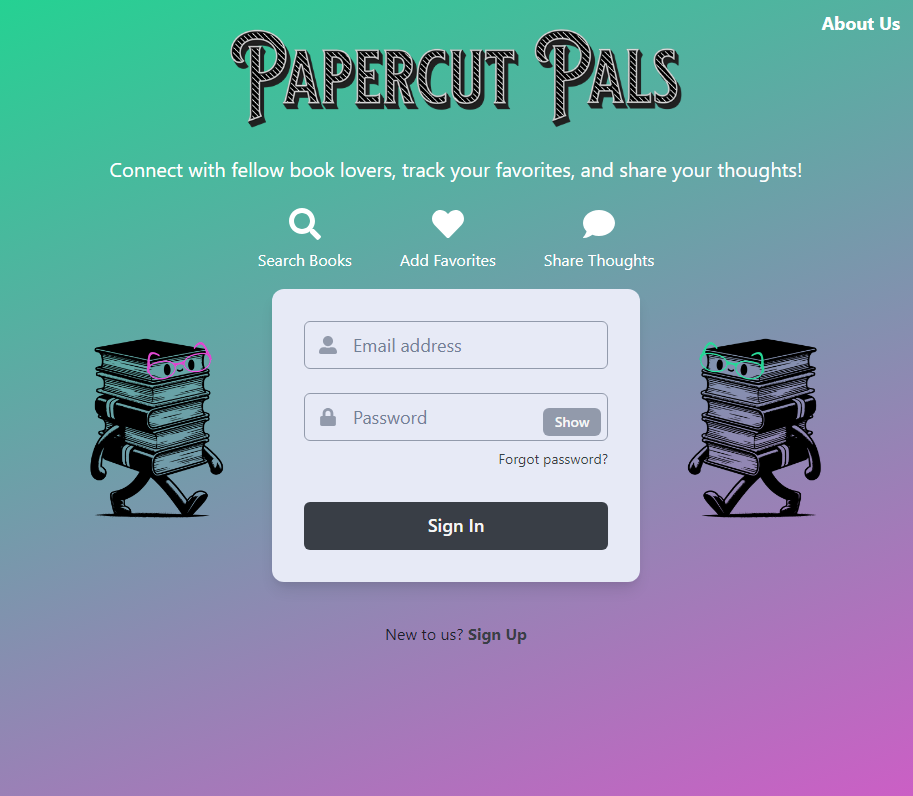 About Us
Papercut Pals
Connect with fellow book lovers, track your favorites, and share your thoughts!
Search Books
Add Favorites
Share Thoughts
Email address
Password
Show
Forgot password?
Sign In
New to us? Sign Up